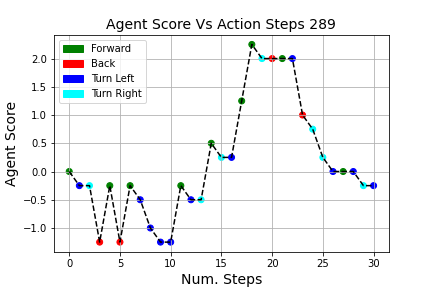 Agent Score Vs Action Steps 289
Forward
Back
Turn Left
Turn Right
Agent Score
2.0
1.5
1.0
0.5
0.0
−0.5
−1.0
0 5 10 15 20 25 30
Num. Steps